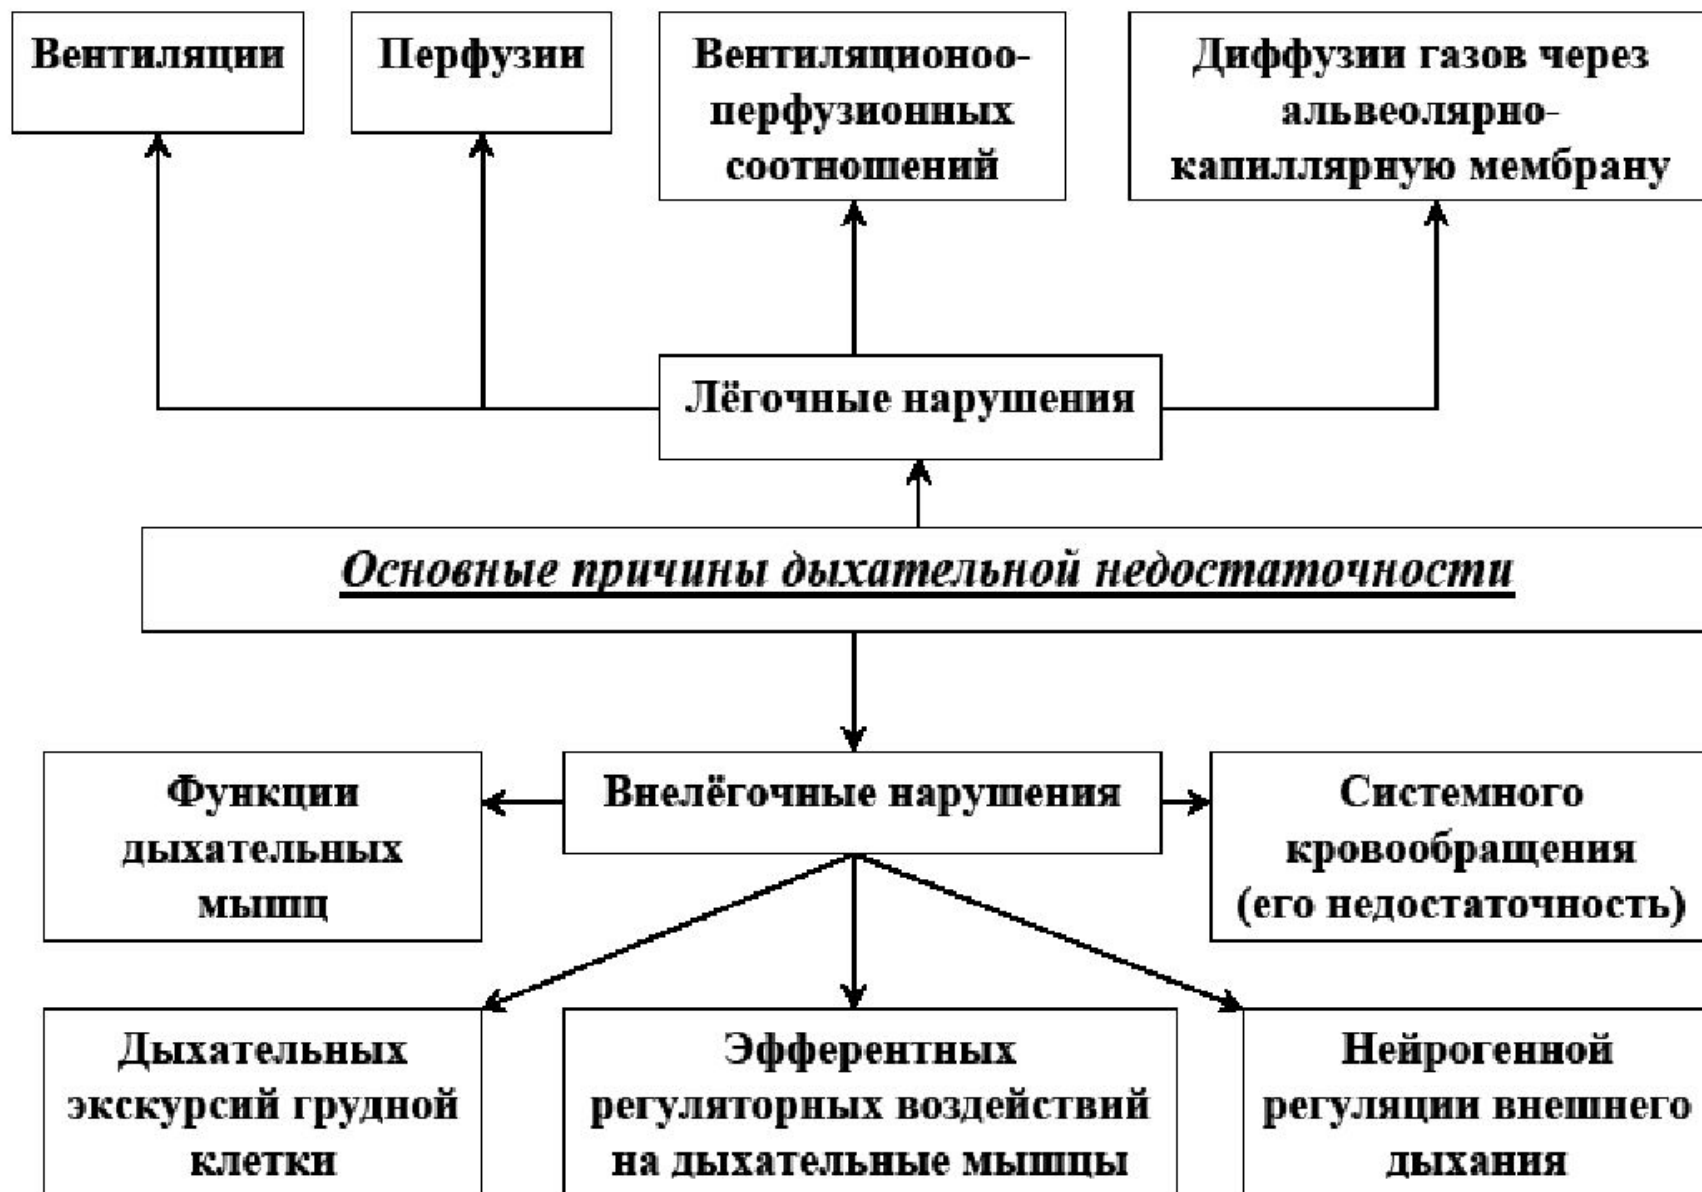 Вентиляции
Перфузии
Вентиляционоо-
перфузионных
соотношений
Диффузии газов через
альвеолярно-
капиллярную мембрану
Лёгочные нарушения
Основные причины дыхательной недостаточности
Функции
дыхательных
мышц
Внелёгочные нарушения
Системного
кровообращения
(его недостаточность)
Дыхательных
экскурсий грудной
клетки
Эфферентных
регуляторных воздействий
на дыхательные мышцы
Нейрогенной
регуляции внешнего
дыхания